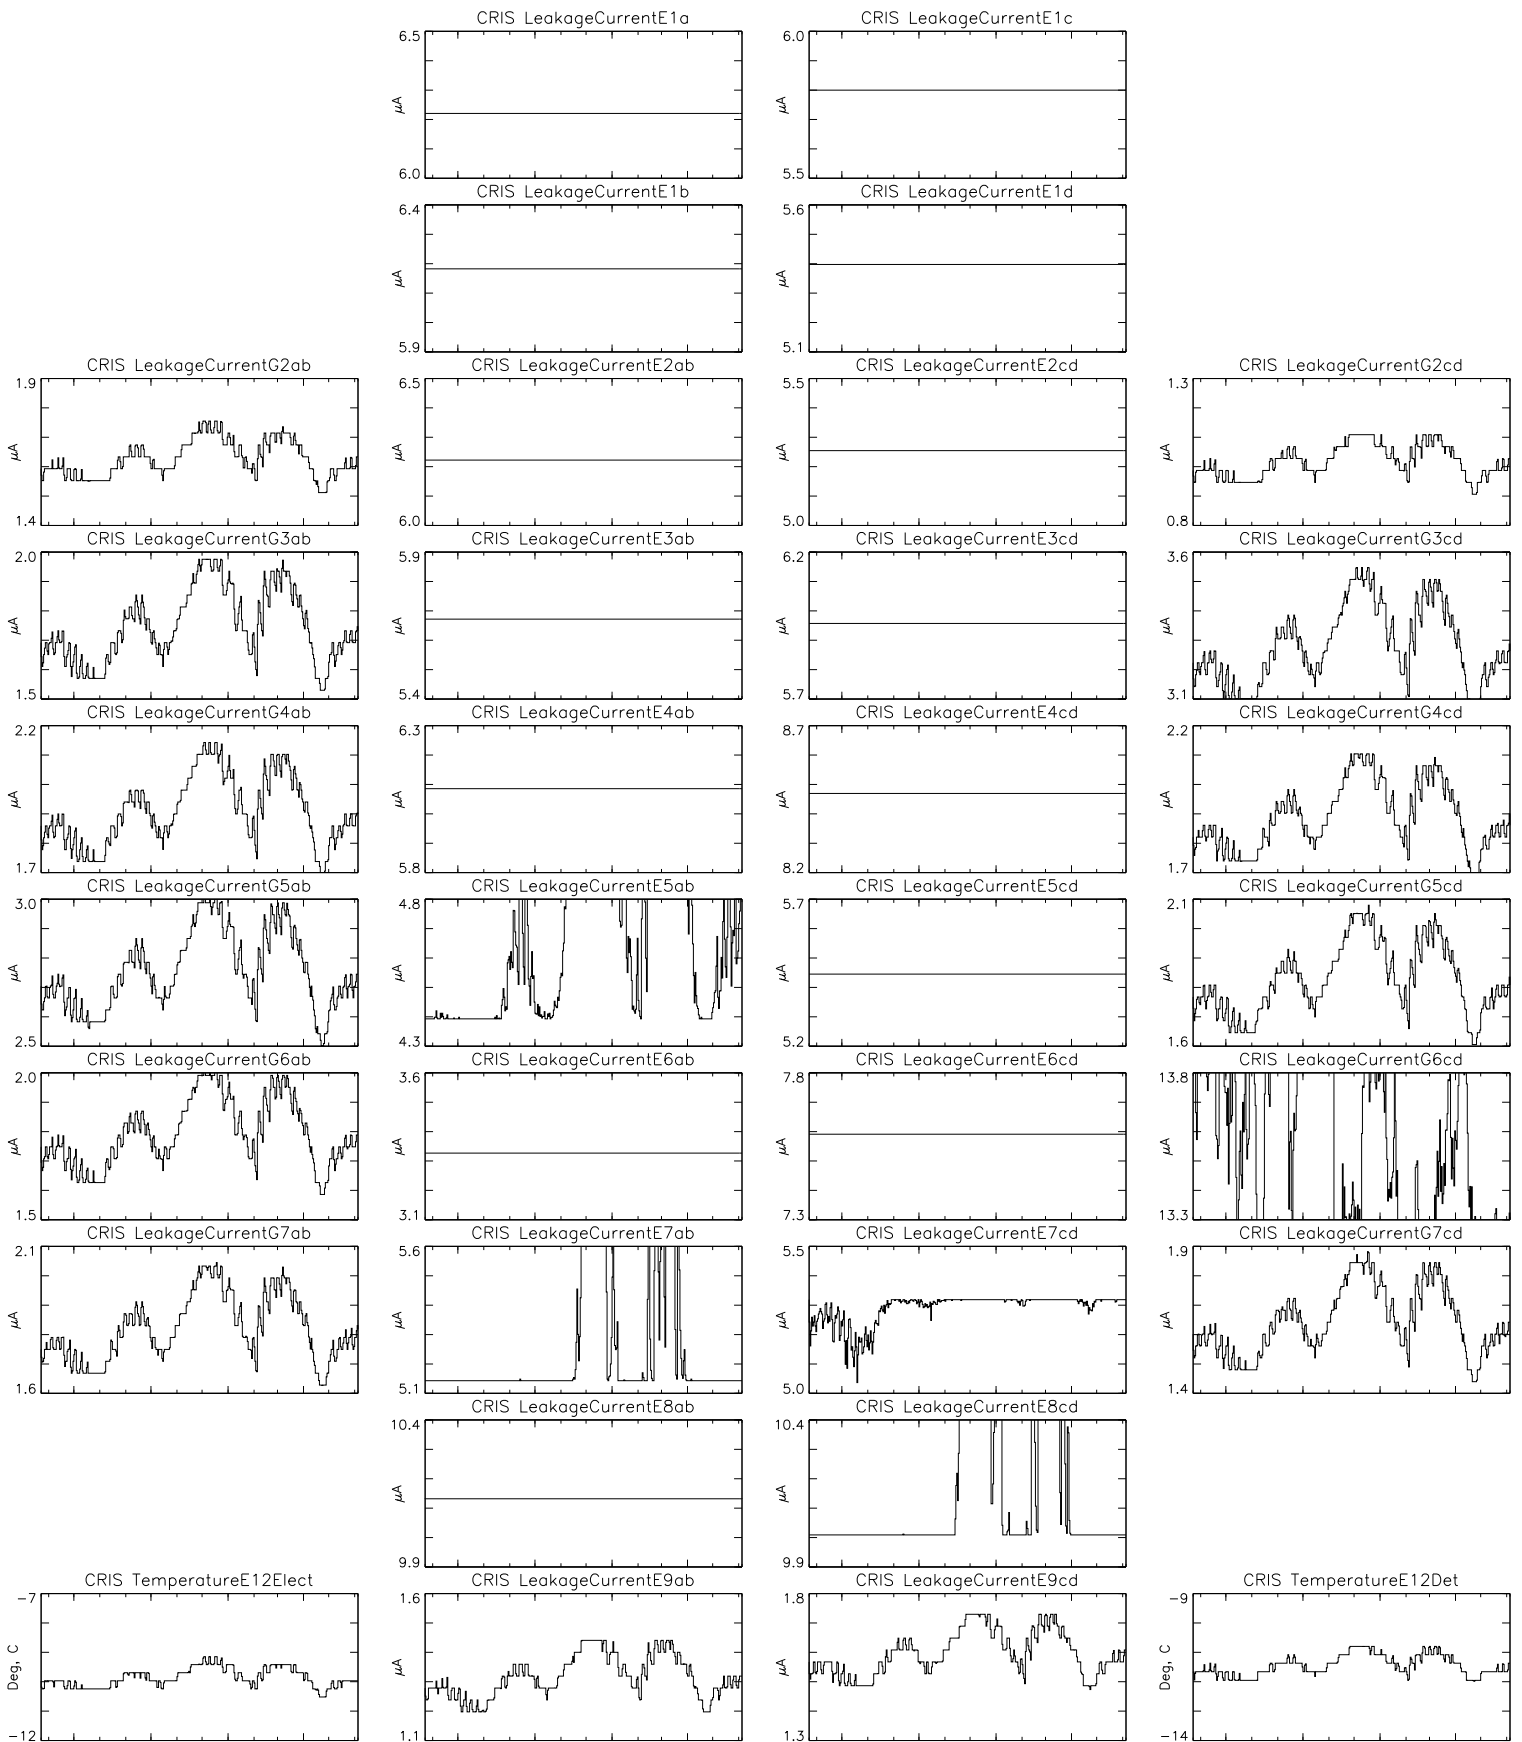 CRIS LeakageCurrentE1a
6.5
μA
6.0
CRIS LeakageCurrentE1c
6.0
μA
5.5
CRIS LeakageCurrentE1b
6.4
μA
5.9
CRIS LeakageCurrentE1d
5.6
μA
5.1
CRIS LeakageCurrentG2ab
1.9
μA
1.4
CRIS LeakageCurrentE2ab
6.5
μA
6.0
CRIS LeakageCurrentE2cd
5.5
μA
5.0
CRIS LeakageCurrentG2cd
1.3
μA
0.8
CRIS LeakageCurrentG3ab
2.0
μA
1.5
CRIS LeakageCurrentE3ab
5.9
μA
5.4
CRIS LeakageCurrentE3cd
6.2
μA
5.7
CRIS LeakageCurrentG3cd
3.6
μA
3.1
CRIS LeakageCurrentG4ab
2.2
μA
1.7
CRIS LeakageCurrentE4ab
6.3
μA
5.8
CRIS LeakageCurrentE4cd
8.7
μA
8.2
CRIS LeakageCurrentG4cd
2.2
μA
1.7
CRIS LeakageCurrentG5ab
3.0
μA
2.5
CRIS LeakageCurrentE5ab
4.8
μA
4.3
CRIS LeakageCurrentE5cd
5.7
μA
5.2
CRIS LeakageCurrentG5cd
2.1
μA
1.6
CRIS LeakageCurrentG6ab
2.0
μA
1.5
CRIS LeakageCurrentE6ab
3.6
μA
3.1
CRIS LeakageCurrentE6cd
7.8
μA
7.3
CRIS LeakageCurrentG6cd
13.8
μA
13.3
CRIS LeakageCurrentG7ab
2.1
μA
1.6
CRIS LeakageCurrentE7ab
5.6
μA
5.1
CRIS LeakageCurrentE7cd
5.5
μA
5.0
CRIS LeakageCurrentG7cd
1.9
μA
1.4
CRIS LeakageCurrentE8ab
10.4
μA
9.9
CRIS LeakageCurrentE8cd
10.4
μA
9.9
CRIS TemperatureE12Elect
-7
Deg, C
-12
CRIS LeakageCurrentE9ab
1.6
μA
1.1
CRIS LeakageCurrentE9cd
1.8
μA
1.3
CRIS TemperatureE12Det
-9
Deg, C
-14